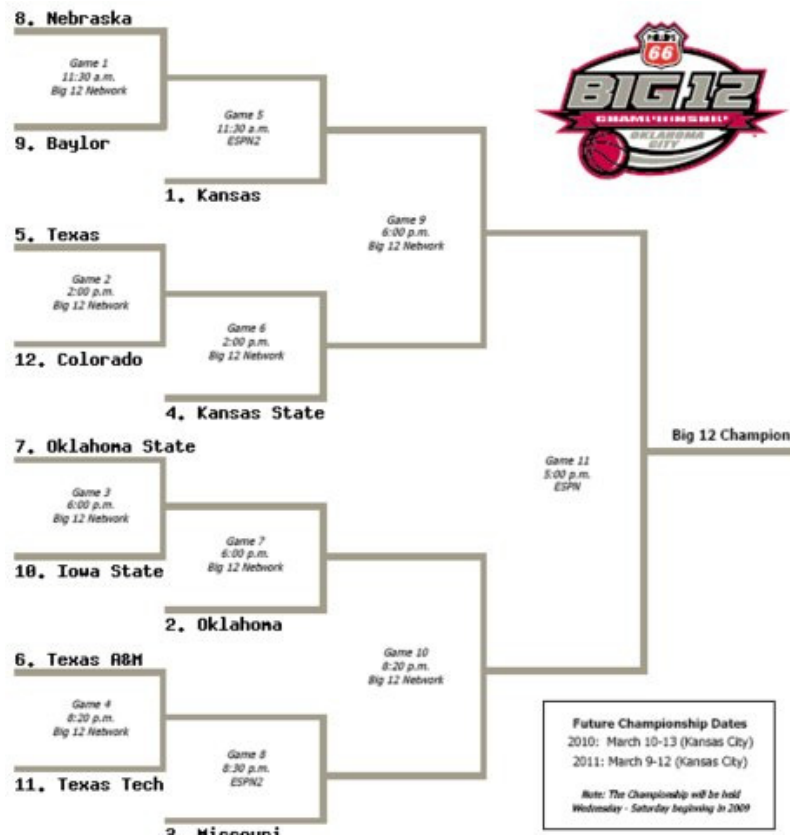 8. Nebraska
Game 1
11:30 a.m.
Big 12 Network
9. Baylor
Game 5
11:30 a.m.
ESPN2
1. Kansas
5. Texas
Game 2
2:00 p.m.
Big 12 Network
12. Colorado
Game 6
2:00 p.m.
Big 12 Network
4. Kansas State
Game 9
6:00 p.m.
Big 12 Network
7. Oklahoma State
Game 3
6:00 p.m.
Big 12 Network
10. Iowa State
Game 7
6:00 p.m.
Big 12 Network
2. Oklahoma
6. Texas A&M
Game 4
8:20 p.m.
Big 12 Network
11. Texas Tech
Game 8
8:30 p.m.
ESPN2
3. Missouri
Game 10
8:20 p.m.
Big 12 Network
Game 11
5:00 p.m.
ESPN
Big 12 Champion
PHILLIPS
66
BIG 12
CHAMPIONSHIP
OKLAHOMA
CITY
Future Championship Dates
2010: March 10-13 (Kansas City)
2011: March 9-12 (Kansas City)
Note: The Championship will be held
Wednesday - Saturday beginning in 2009